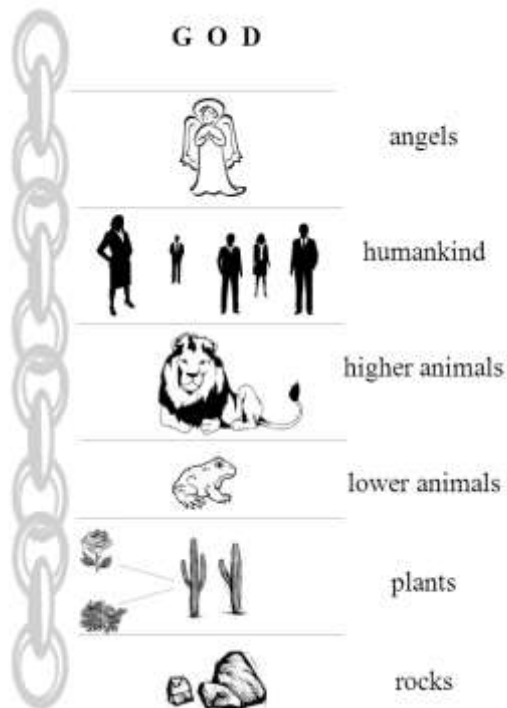 G O D
angels
humankind
higher animals
lower animals
plants
rocks